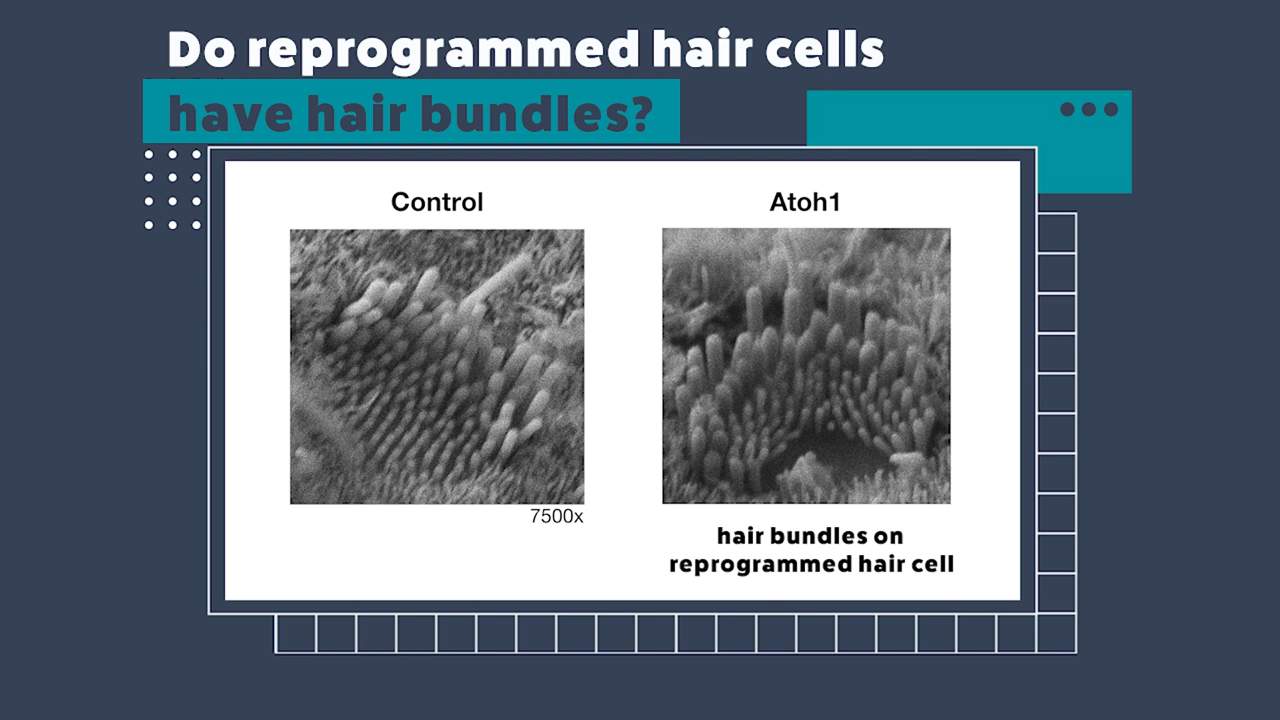 Do reprogrammed hair cells
have hair bundles?
Control
Atoh1
7500x
hair bundles on
reprogrammed hair cell